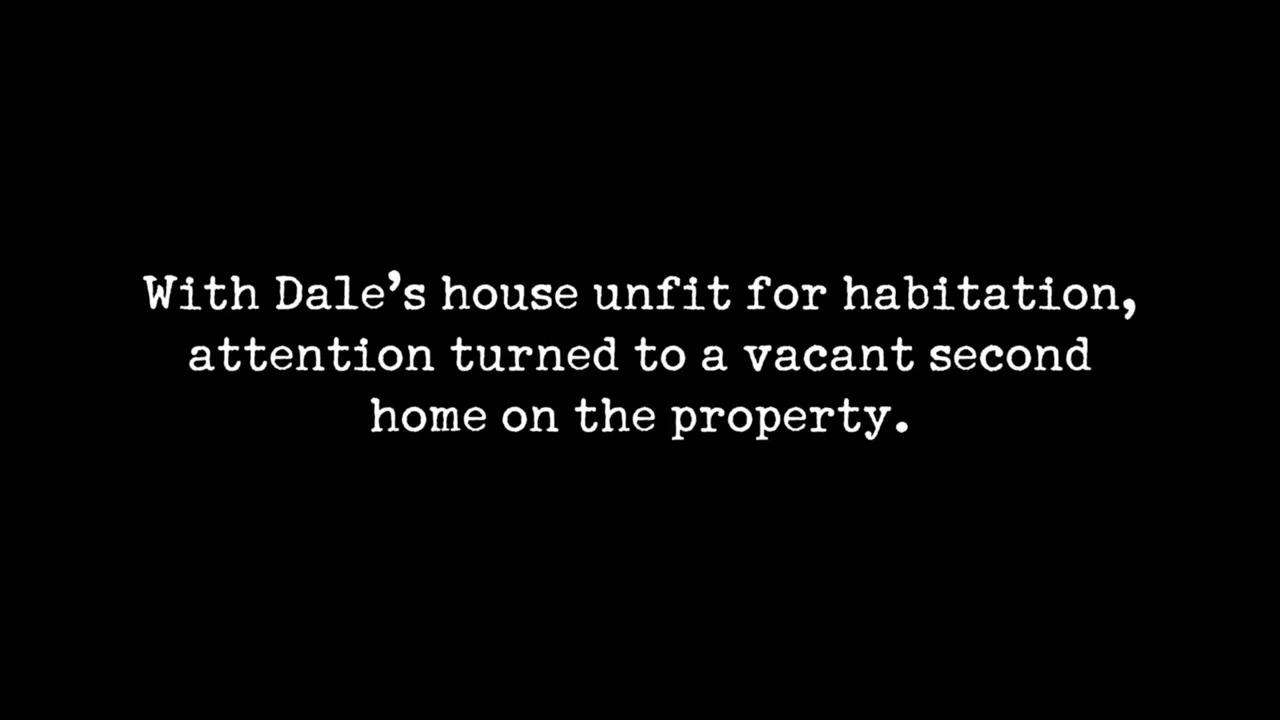 With Dale’s house unfit for habitation,
attention turned to a vacant second
home on the property.